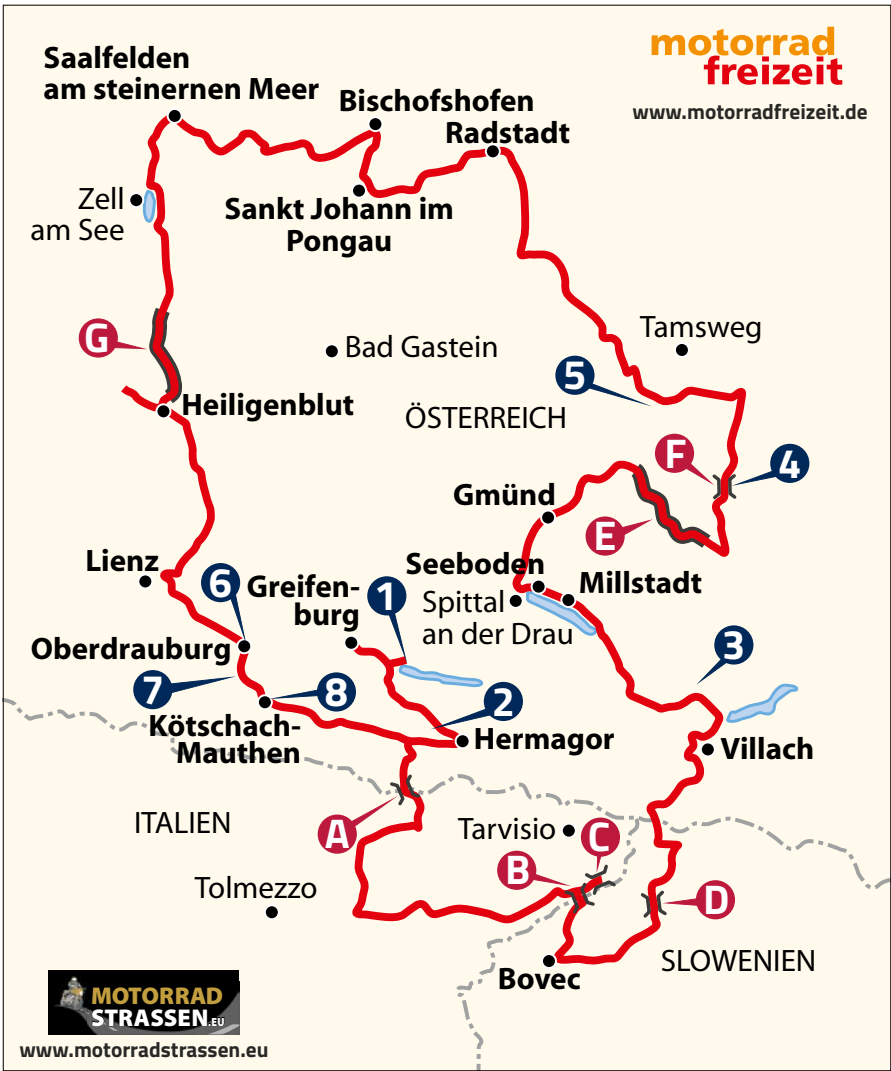 Saalfelden
am steinernen Meer
motorrad
freizeit
www.motorradfreizeit.de
Bischofshofen
Radstadt
Zell
am See
Sankt Johann im
Pongau
G
Bad Gastein
Tamsweg
5
Heiligenblut
ÖSTERREICH
F
4
Gmünd
E
Lienz
6
Greifen-
burg
1
Seeboden
Millstadt
Spittal
an der Drau
Oberdrauburg
3
7
8
2
Kötschach-
Mauthen
Hermagor
Villach
ITALIEN
A
Tarvisio
C
B
Tolmezzo
D
Bovec
SLOWENIEN
MOTORRAD
STRASSEN.EU
www.motorradstrassen.eu